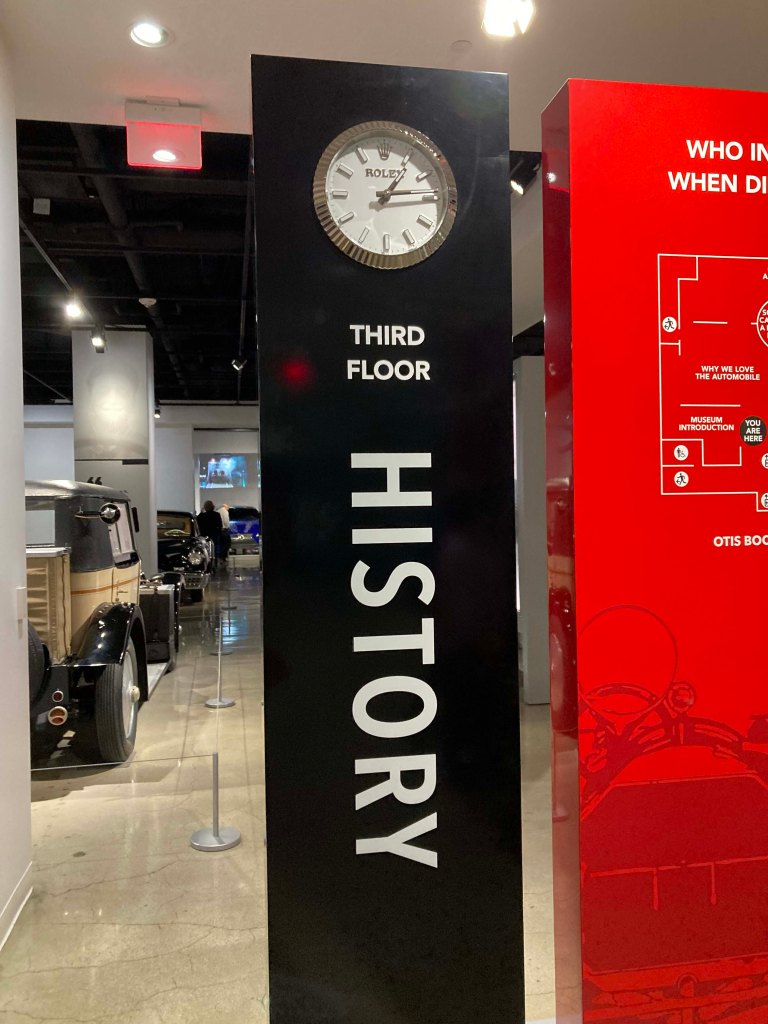 ROLEX
THIRD
FLOOR
HISTORY
WHO IN
WHEN DI
WHY WE LOVE
THE AUTOMOBILE
MUSEUM
INTRODUCTION
YOU
ARE
HERE
OTIS BOO